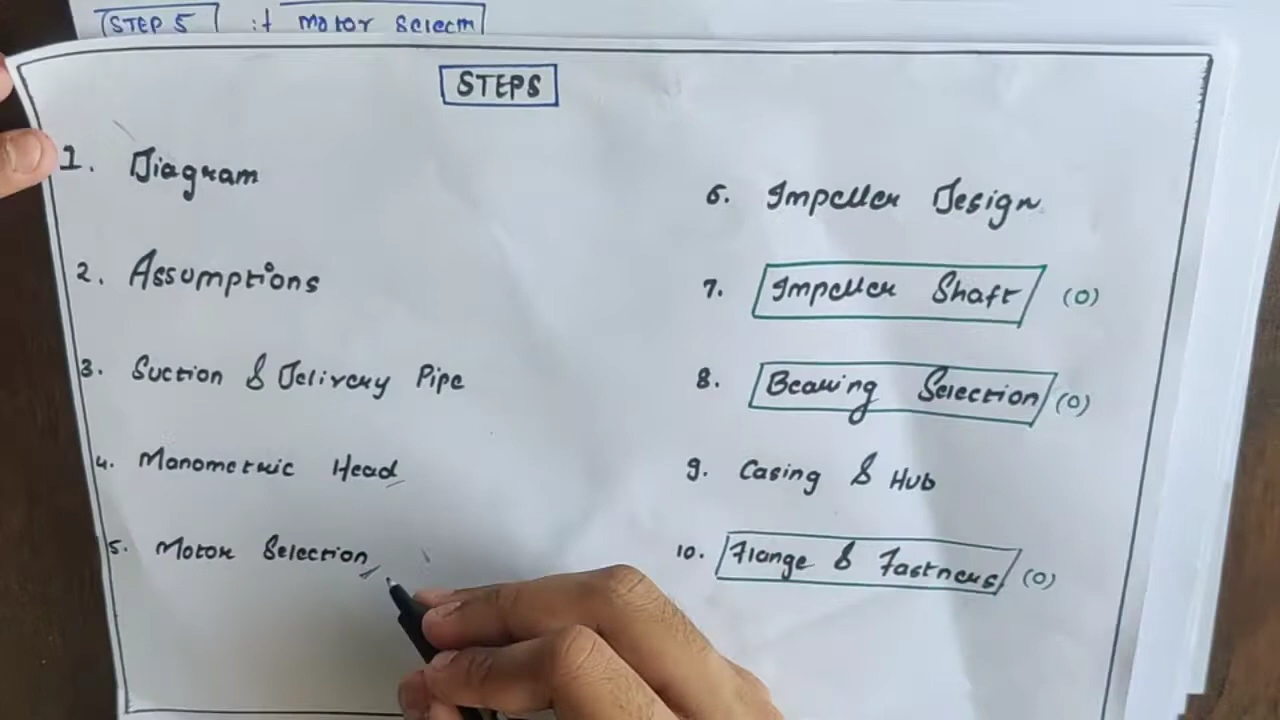 STEP 5 :+ Motor Selecm
STEPS
1. Diagram
2. Assumptions
3. Suction & Delivery Pipe
4. Manometric Head
5. Motor Selection
6. Impeller Design
7. Impeller Shaft (0)
8. Bearing Selection (0)
9. Casing & Hub
10. Flange & Fastners (0)